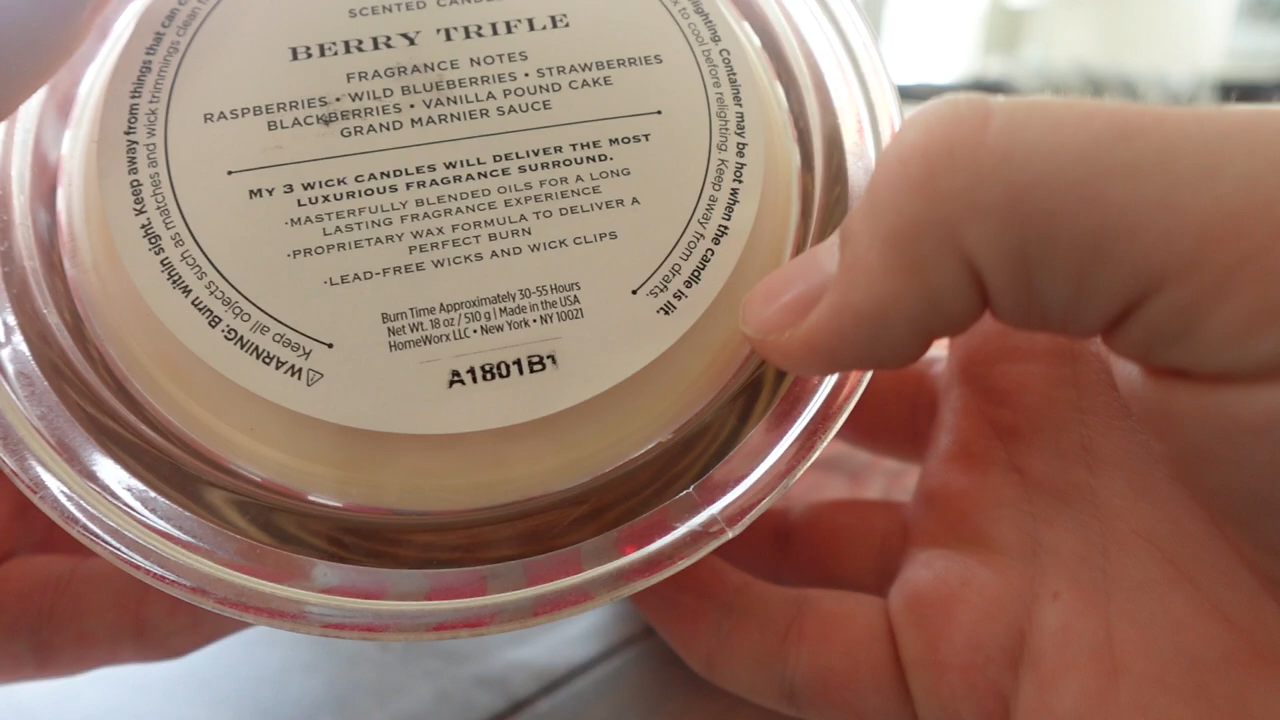 SCENTED CANDLE
BERRY TRIFLE
FRAGRANCE NOTES
RASPBERRIES • WILD BLUEBERRIES • STRAWBERRIES
BLACKBERRIES • VANILLA POUND CAKE
GRAND MARNIER SAUCE
MY 3 WICK CANDLES WILL DELIVER THE MOST
LUXURIOUS FRAGRANCE SURROUND.
·MASTERFULLY BLENDED OILS FOR A LONG
LASTING FRAGRANCE EXPERIENCE
·PROPRIETARY WAX FORMULA TO DELIVER A
PERFECT BURN
·LEAD-FREE WICKS AND WICK CLIPS
Burn Time Approximately 30-55 Hours
Net Wt. 18 oz / 510 g | Made in the USA
HomeWorx LLC • New York • NY 10021
A1801B1
⚠WARNING: Burn within sight. Keep away from things that can
Keep all objects such as matches and wick trimmings clean
lighting. Container may be hot when the candle is lit.
to cool before relighting. Keep away from drafts.